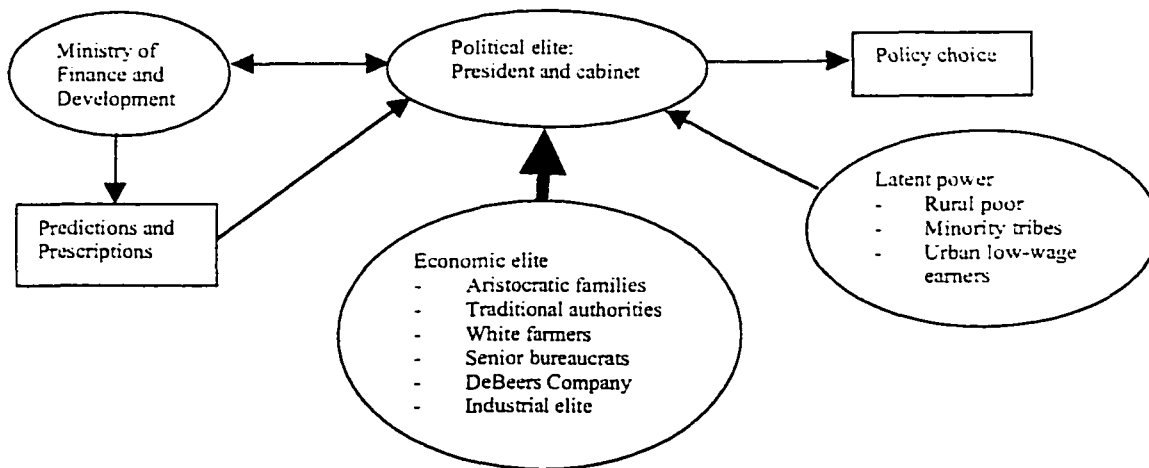 Ministry of
Finance and
Development
Political elite:
President and cabinet
Policy choice
Predictions and
Prescriptions
Economic elite
- Aristocratic families
- Traditional authorities
- White farmers
- Senior bureaucrats
- DeBeers Company
- Industrial elite
Latent power
- Rural poor
- Minority tribes
- Urban low-wage
earners